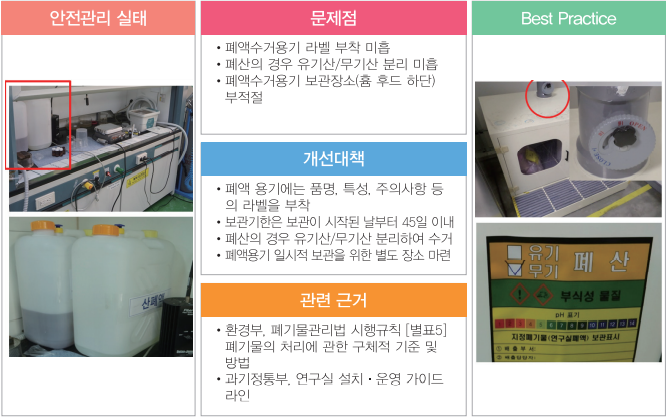 안전관리 실태
문제점
• 폐액수거용기 라벨 부착 미흡
• 폐산의 경우 유기산/무기산 분리 미흡
• 폐액수거용기 보관장소(흄 후드 하단)
부적절
개선대책
• 폐액 용기에는 품명, 특성, 주의사항 등
의 라벨을 부착
• 보관기한은 보관이 시작된 날부터 45일 이내
• 폐산의 경우 유기산/무기산 분리하여 수거
• 폐액용기 일시적 보관을 위한 별도 장소 마련
관련 근거
• 환경부, 폐기물관리법 시행규칙 [별표5]
폐기물의 처리에 관한 구체적 기준 및
방법
• 과기정통부, 연구실 설치·운영 가이드
라인
Best Practice
유기
무기
폐 산
부식성 물질
pH 표기
지정폐기물(연구실폐액) 보관표시